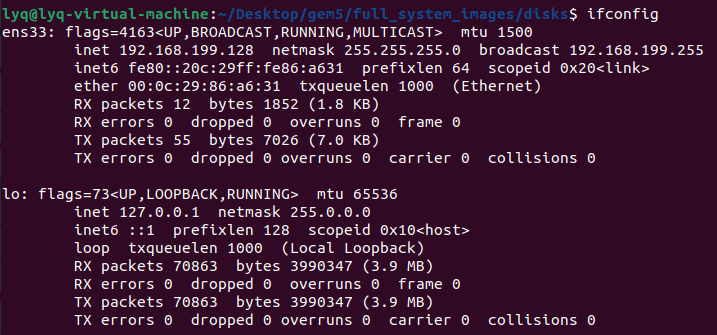 lyq@lyq-virtual-machine:~/Desktop/gem5/full_system_images/disks$ ifconfig
ens33: flags=4163<UP,BROADCAST,RUNNING,MULTICAST>  mtu 1500
        inet 192.168.199.128  netmask 255.255.255.0  broadcast 192.168.199.255
        inet6 fe80::20c:29ff:fe86:a631  prefixlen 64  scopeid 0x20<link>
        ether 00:0c:29:86:a6:31  txqueuelen 1000  (Ethernet)
        RX packets 12  bytes 1852 (1.8 KB)
        RX errors 0  dropped 0  overruns 0  frame 0
        TX packets 55  bytes 7026 (7.0 KB)
        TX errors 0  dropped 0 overruns 0  carrier 0  collisions 0

lo: flags=73<UP,LOOPBACK,RUNNING>  mtu 65536
        inet 127.0.0.1  netmask 255.0.0.0
        inet6 ::1  prefixlen 128  scopeid 0x10<host>
        loop  txqueuelen 1000  (Local Loopback)
        RX packets 70863  bytes 3990347 (3.9 MB)
        RX errors 0  dropped 0  overruns 0  frame 0
        TX packets 70863  bytes 3990347 (3.9 MB)
        TX errors 0  dropped 0 overruns 0  carrier 0  collisions 0